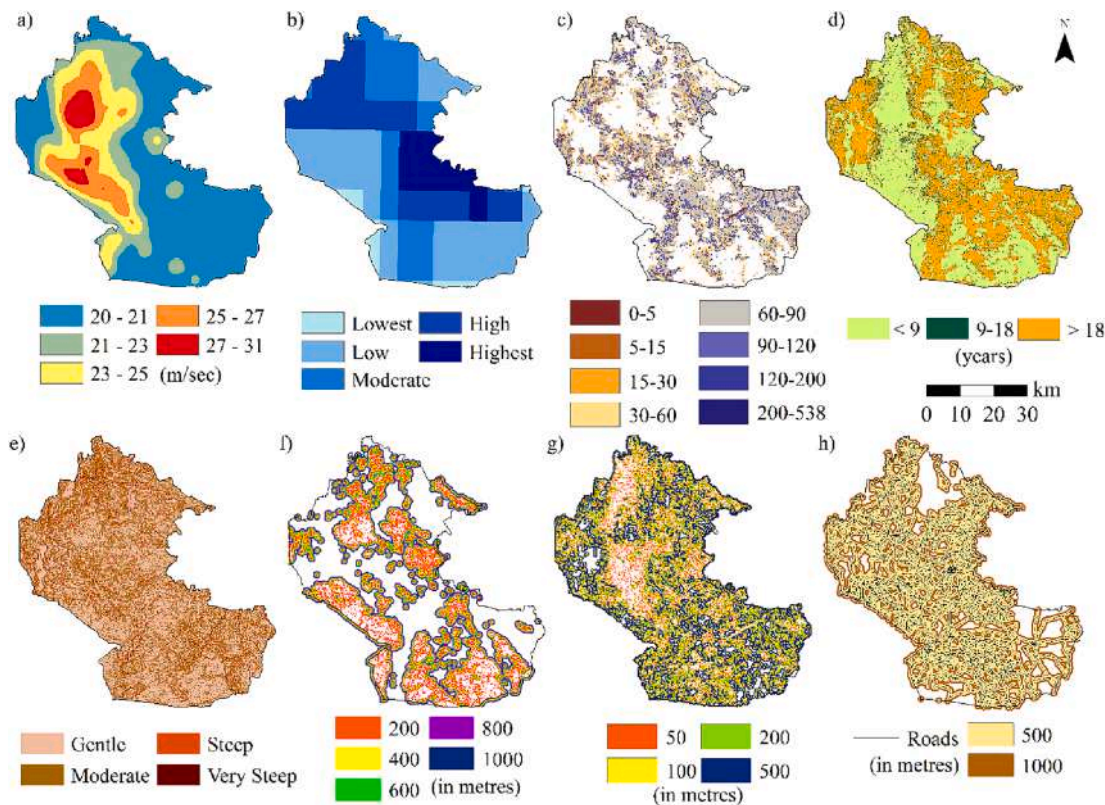 a)
b)
c)
d)
N
20 - 21
25 - 27
21 - 23
27 - 31
23 - 25
(m/sec)
Lowest
High
Low
Highest
Moderate
0-5
60-90
5-15
90-120
15-30
120-200
30-60
200-538
< 9
9-18
> 18
(years)
km
0 10 20 30
e)
f)
g)
h)
Gentle
Steep
Moderate
Very Steep
200
800
400
1000
600
(in metres)
50
200
100
500
(in metres)
Roads
500
(in metres)
1000